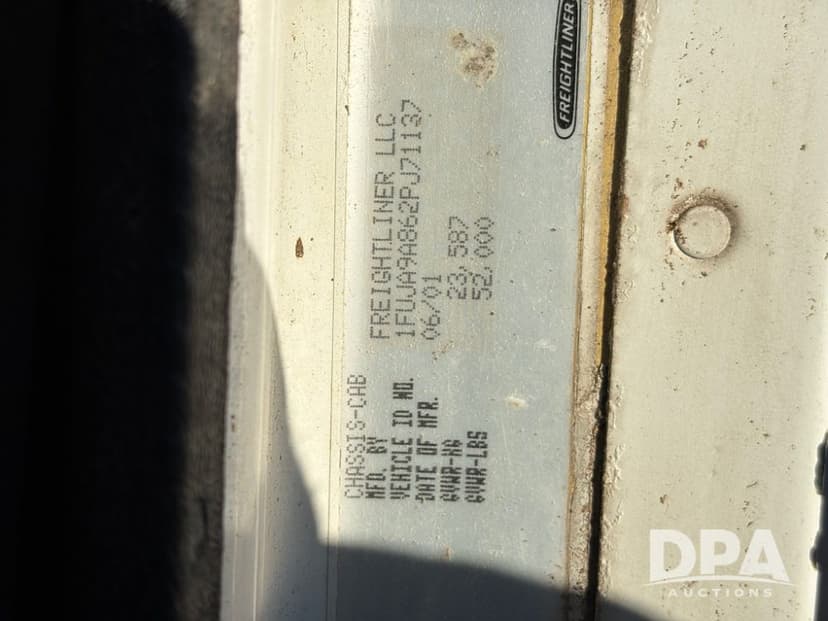 FREIGHTLINER
CHASSIS-CAB
MFD. BY FREIGHTLINER LLC
VEHICLE ID NO. 1FUJA9A862PJ71137
DATE OF MFR. 06/01
GVWR-KG 23,587
GVWR-LBS 52,000
DPA
AUCTIONS